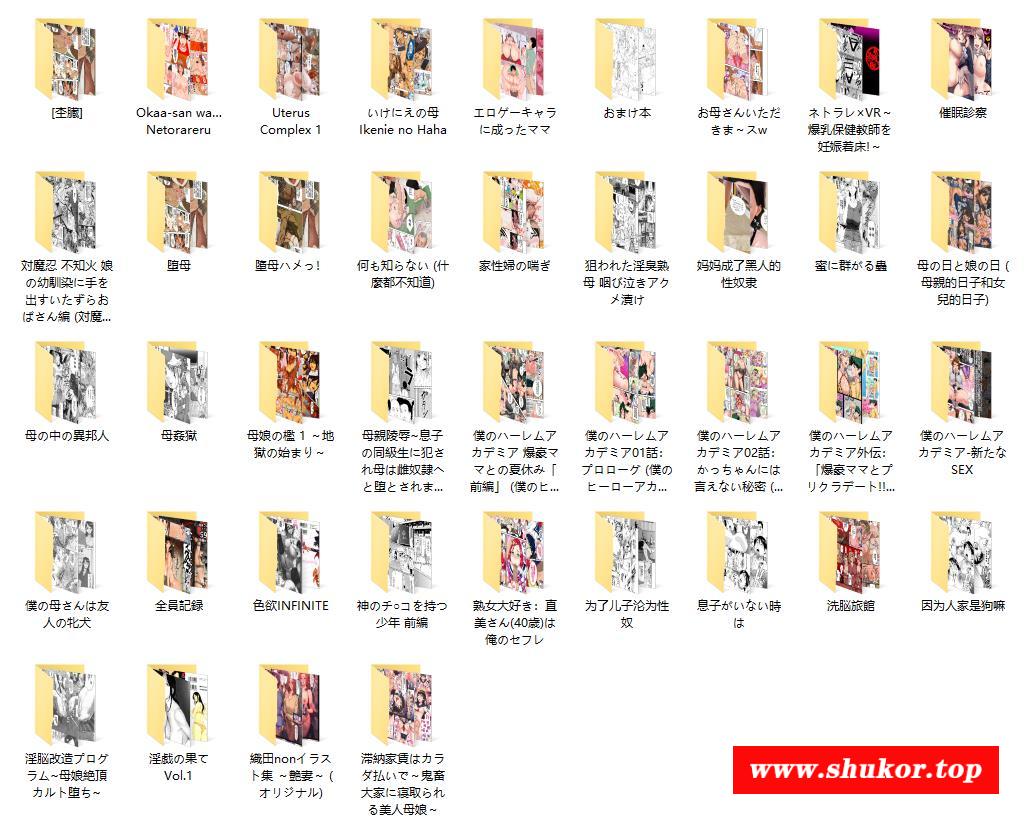 [李臓]
Okaa-san wa...
Netorareru
Uterus
Complex 1
いけにえの母
Ikenie no Haha
エロゲーキャラ
に成ったママ
おまけ本
お母さんいただ
きま～スw
ネトラレ×VR～
爆乳保健教師を
妊娠着床!～
催眠診察
対魔忍 不知火 娘
の幼馴染に手を
出すいたずらお
ばさん編 (対魔...
堕母
墮母ハメっ!
何も知らない (什
麼都不知道)
家性婦の喘ぎ
狙われた淫臭熟
母 咽び泣きアク
メ漬け
妈妈成了黑人的
性奴隶
蜜に群がる蟲
母の日と娘の日 (
母親的日子和女
兒的日子)
母の中の異邦人
母姦獄
母娘の檻 1 ～地
獄の始まり～
母親陵辱~息子
の同級生に犯さ
れ母は雌奴隷へ
と堕とされま...
僕のハーレムア
カデミア 爆豪マ
マとの夏休み「
前編」 (僕のヒ...
僕のハーレムア
カデミア01話：
プロローグ (僕の
ヒーローアカ...
僕のハーレムア
カデミア02話：
かっちゃんには
言えない秘密 (...
僕のハーレムア
カデミア外伝：
「爆豪ママとプ
リクラデート!!...
僕のハーレムア
カデミア-新たな
SEX
僕の母さんは友
人の牝犬
全員記録
色欲INFINITE
神のチ○コを持つ
少年 前編
熟女大好き：直
美さん(40歳)は
俺のセフレ
为了儿子沦为性
奴
息子がいない時
は
洗脳旅館
因为人家是狗嘛
淫脳改造プログ
ラム~母娘絶頂
カルト堕ち~
淫戯の果て
Vol.1
織田nonイラス
ト集 ～艶妻～ (
オリジナル)
滞納家賃はカラ
ダ払いで～鬼畜
大家に寝取られ
る美人母娘～
www.shukor.top